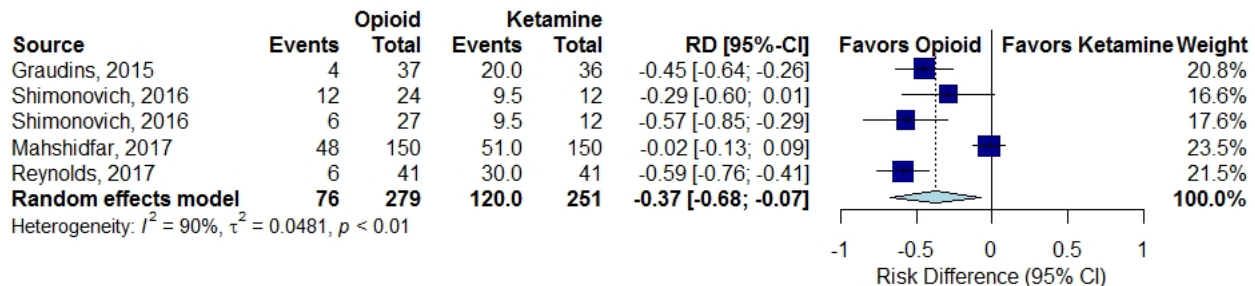 Opioid Ketamine
Source Events Total Events Total RD [95%-CI] Favors Opioid Favors Ketamine Weight
Graudins, 2015 4 37 20.0 36 -0.45 [-0.64; -0.26] 20.8%
Shimonovich, 2016 12 24 9.5 12 -0.29 [-0.60; 0.01] 16.6%
Shimonovich, 2016 6 27 9.5 12 -0.57 [-0.85; -0.29] 17.6%
Mahshidfar, 2017 48 150 51.0 150 -0.02 [-0.13; 0.09] 23.5%
Reynolds, 2017 6 41 30.0 41 -0.59 [-0.76; -0.41] 21.5%
Random effects model 76 279 120.0 251 -0.37 [-0.68; -0.07] 100.0%
Heterogeneity: I² = 90%, τ² = 0.0481, p < 0.01
-1 -0.5 0 0.5 1
Risk Difference (95% CI)